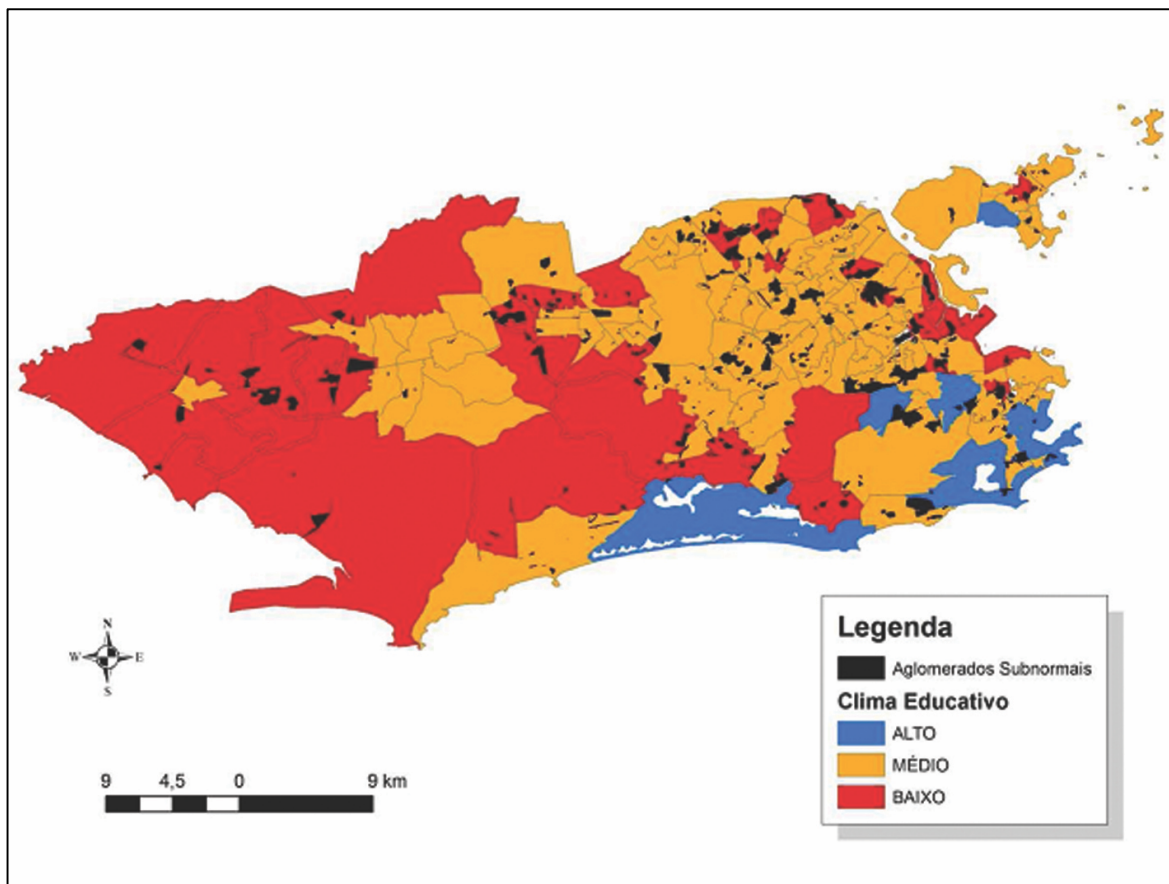 N
W E
S
9 4,5 0 9 km
Legenda
Aglomerados Subnormais
Clima Educativo
ALTO
MÉDIO
BAIXO